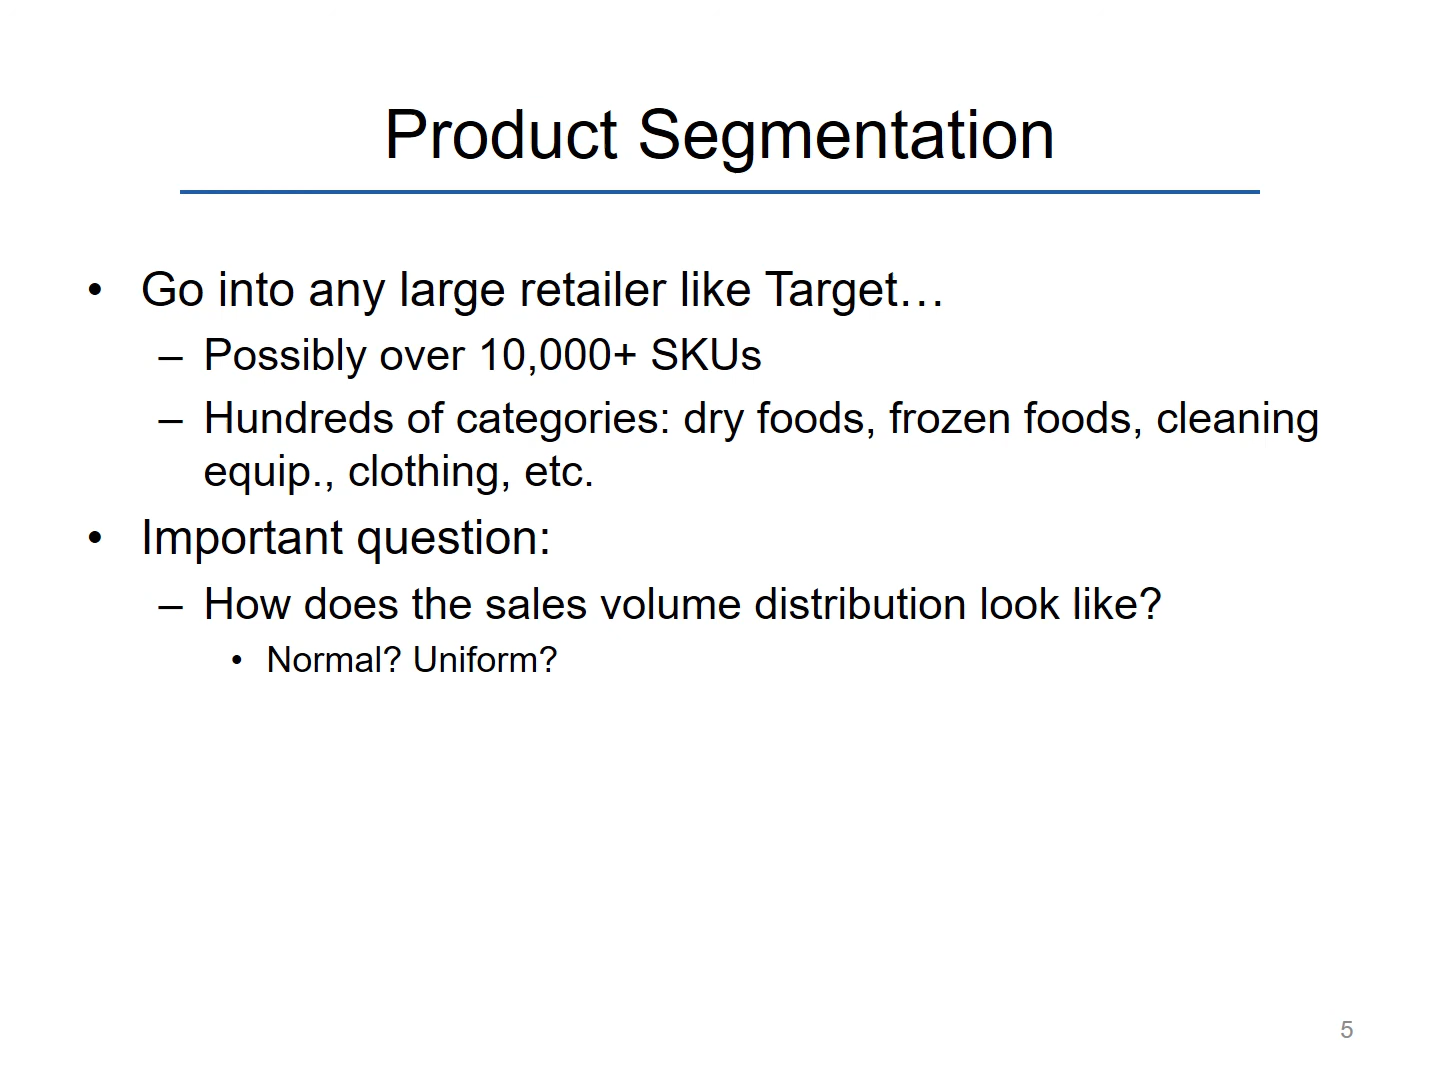 Product Segmentation
• Go into any large retailer like Target…
– Possibly over 10,000+ SKUs
– Hundreds of categories: dry foods, frozen foods, cleaning
equip., clothing, etc.
• Important question:
– How does the sales volume distribution look like?
• Normal? Uniform?
5